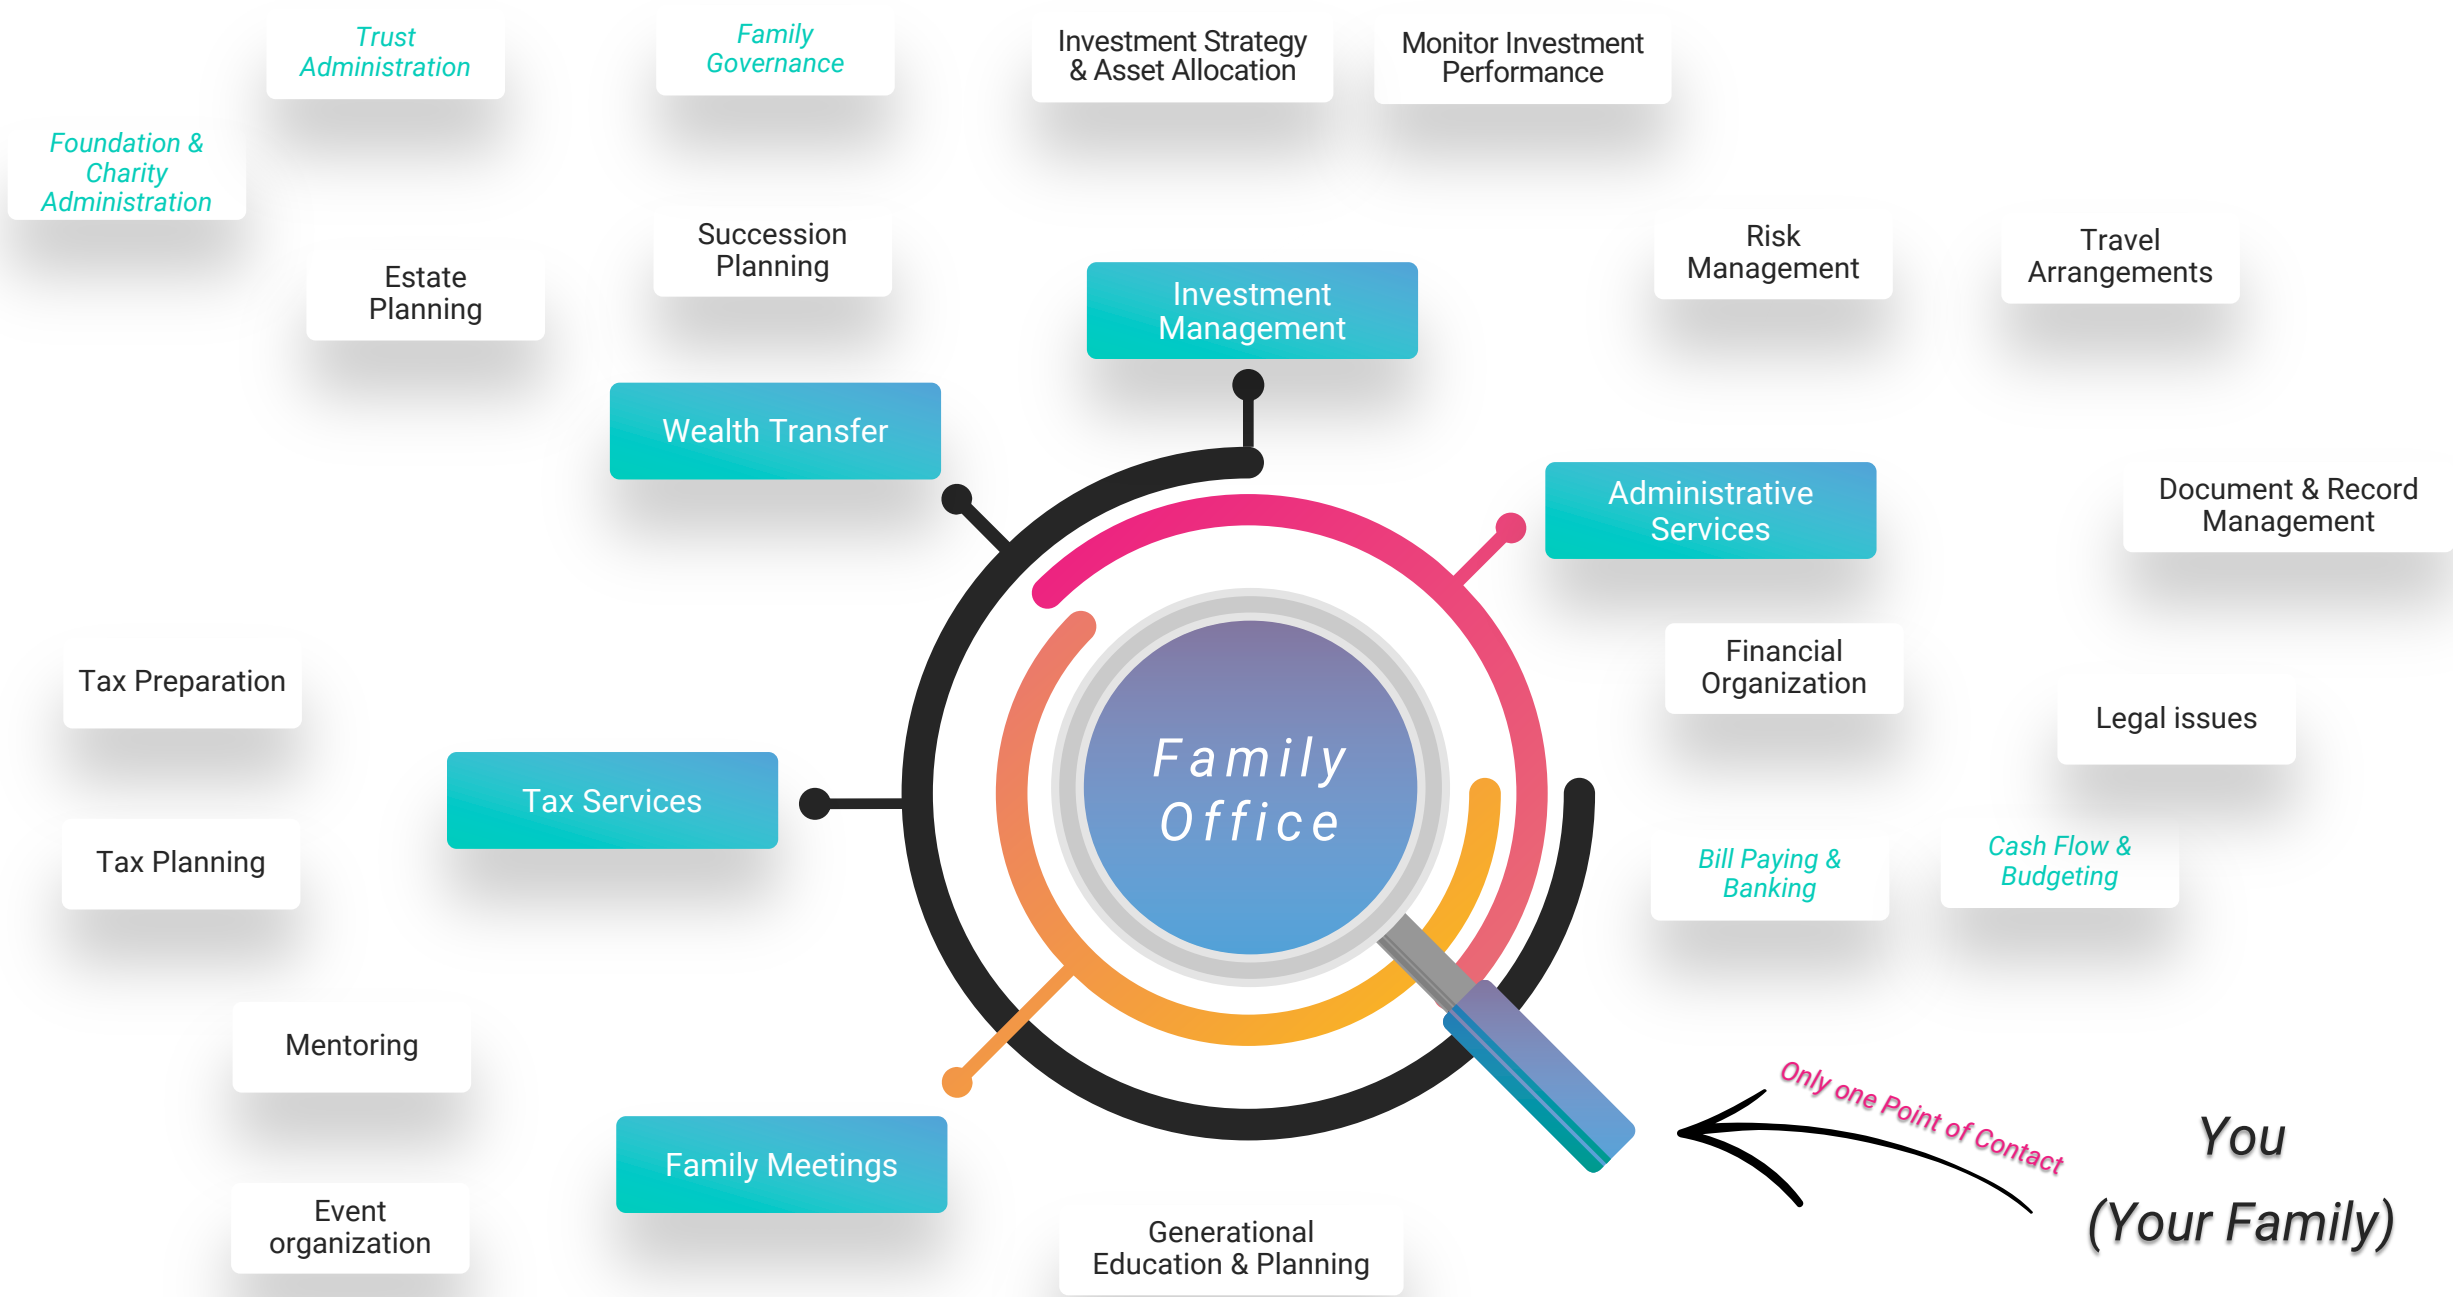 Trust
Administration
Family
Governance
Investment Strategy
& Asset Allocation
Monitor Investment
Performance
Foundation &
Charity
Administration
Estate
Planning
Succession
Planning
Investment
Management
Risk
Management
Travel
Arrangements
Wealth Transfer
Administrative
Services
Document & Record
Management
Tax Preparation
Financial
Organization
Legal issues
Tax Services
Family
Office
Tax Planning
Bill Paying &
Banking
Cash Flow &
Budgeting
Mentoring
Family Meetings
Only one Point of Contact
You
(Your Family)
Event
organization
Generational
Education & Planning